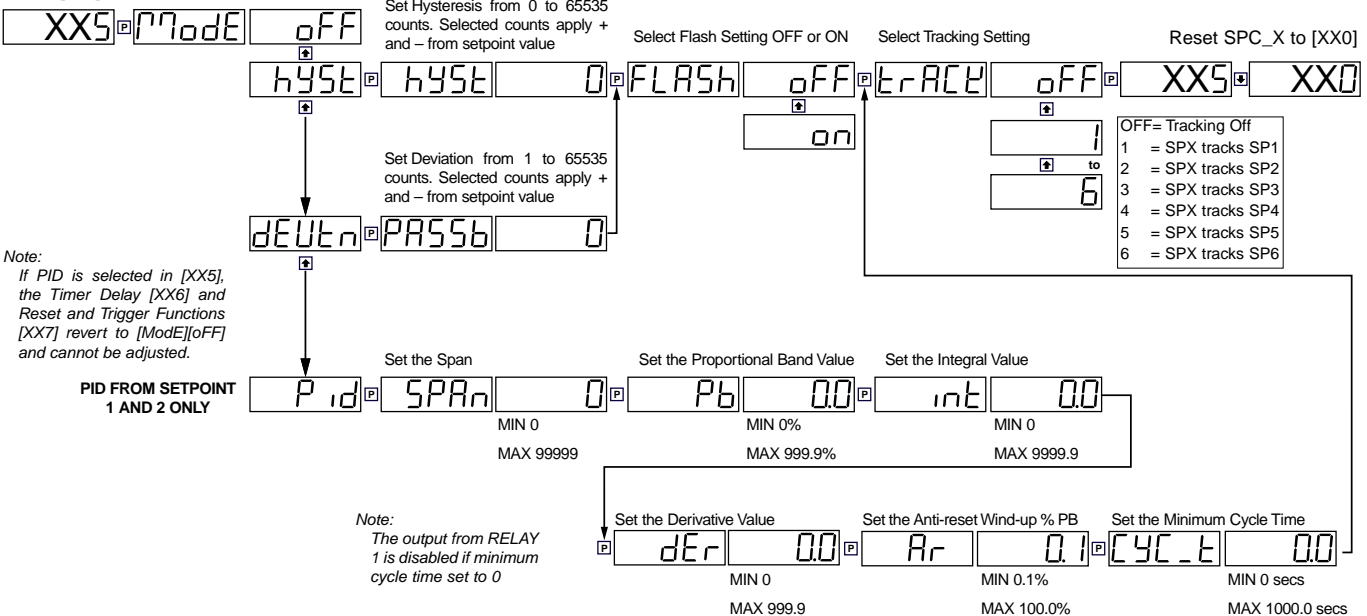 Set Hysteresis from 0 to 65535
counts. Selected counts apply +
and – from setpoint value
Select Flash Setting OFF or ON
Select Tracking Setting
Reset SPC_X to [XX0]
XX5 P ModE oFF
hYSt P hYSt 0 P FLASh oFF P trACK oFF P XX5 XX0
on
1
to
6
OFF= Tracking Off
1 = SPX tracks SP1
2 = SPX tracks SP2
3 = SPX tracks SP3
4 = SPX tracks SP4
5 = SPX tracks SP5
6 = SPX tracks SP6
Set Deviation from 1 to 65535
counts. Selected counts apply +
and – from setpoint value
dEVtn P PASSb 0
Note:
If PID is selected in [XX5],
the Timer Delay [XX6] and
Reset and Trigger Functions
[XX7] revert to [ModE][oFF]
and cannot be adjusted.
PID FROM SETPOINT
1 AND 2 ONLY
Set the Span
Set the Proportional Band Value
Set the Integral Value
Pid P SPAn 0 P Pb 0.0 P int 0.0
MIN 0
MAX 99999
MIN 0%
MAX 999.9%
MIN 0
MAX 9999.9
Note:
The output from RELAY
1 is disabled if minimum
cycle time set to 0
Set the Derivative Value
Set the Anti-reset Wind-up % PB
Set the Minimum Cycle Time
P dEr 0.0 P Ar 0.1 P CYC_t 0.0
MIN 0
MAX 999.9
MIN 0.1%
MAX 100.0%
MIN 0 secs
MAX 1000.0 secs